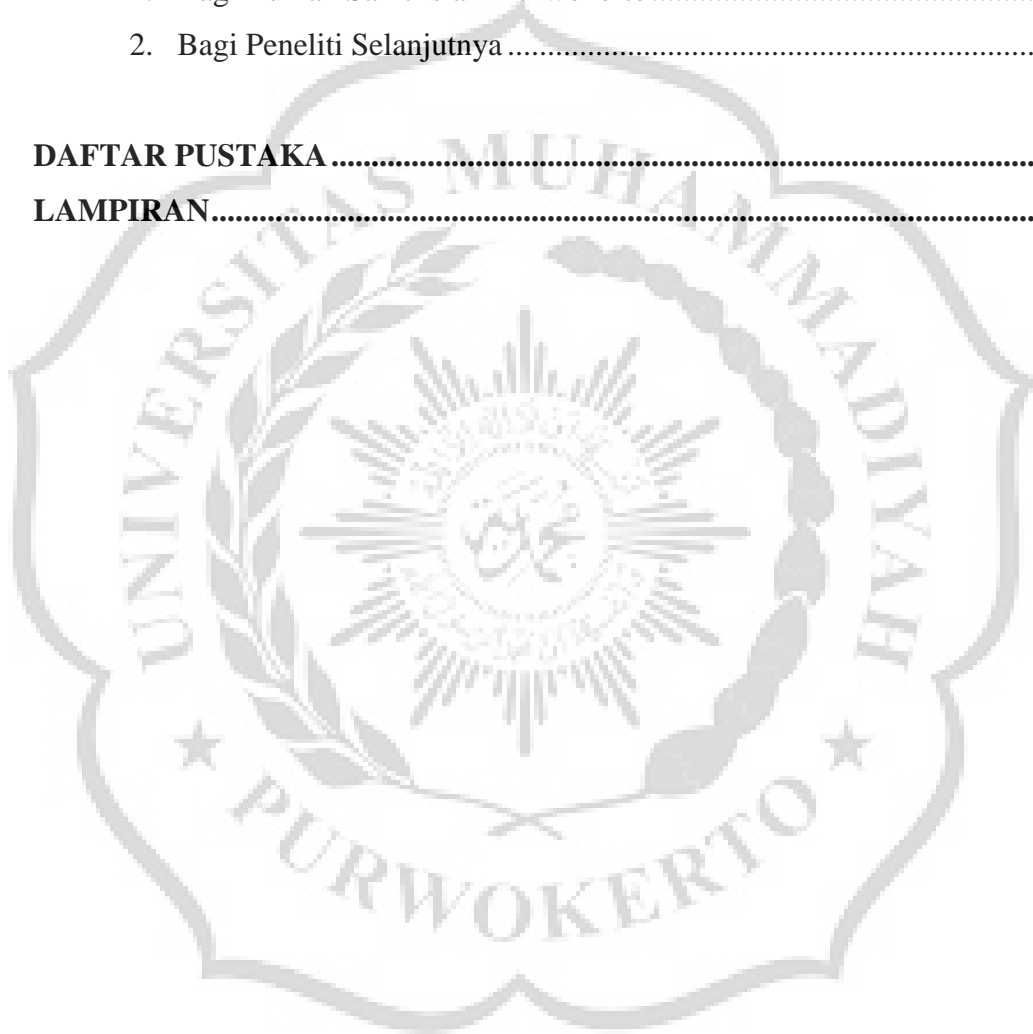 2. Bagi Peneliti Selanjutnya ........................................................................
DAFTAR PUSTAKA ........................................................................................
LAMPIRAN........................................................................................................
UNIVERSITAS MUHAMMADIYAH
★ PURWOKERTO ★